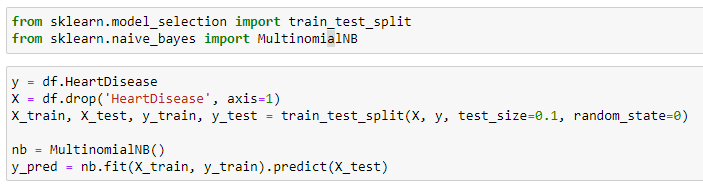 from sklearn.model_selection import train_test_split
from sklearn.naive_bayes import MultinomialNB
y = df.HeartDisease
X = df.drop('HeartDisease', axis=1)
X_train, X_test, y_train, y_test = train_test_split(X, y, test_size=0.1, random_state=0)
nb = MultinomialNB()
y_pred = nb.fit(X_train, y_train).predict(X_test)